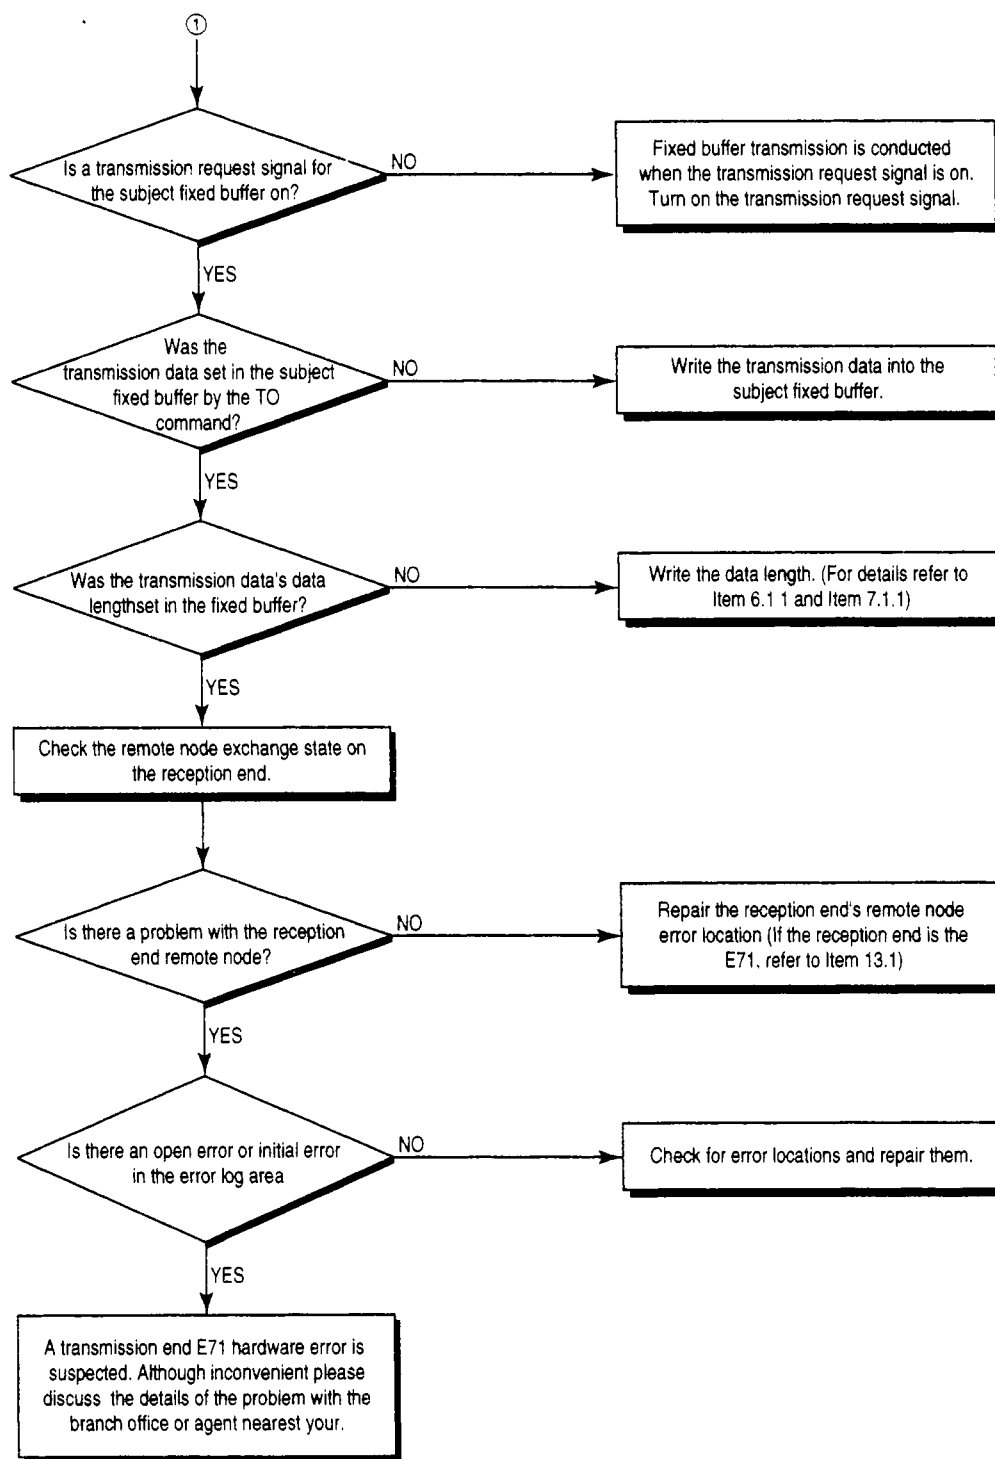 1
Is a transmission request signal for
the subject fixed buffer on?
NO
Fixed buffer transmission is conducted
when the transmission request signal is on.
Turn on the transmission request signal.
YES
Was the
transmission data set in the subject
fixed buffer by the TO
command?
NO
Write the transmission data into the
subject fixed buffer.
YES
Was the transmission data's data
lengthset in the fixed buffer?
NO
Write the data length. (For details refer to
Item 6.1 1 and Item 7.1.1)
YES
Check the remote node exchange state on
the reception end.
Is there a problem with the reception
end remote node?
NO
Repair the reception end's remote node
error location (If the reception end is the
E71, refer to Item 13.1)
YES
Is there an open error or initial error
in the error log area
NO
Check for error locations and repair them.
YES
A transmission end E71 hardware error is
suspected. Although inconvenient please
discuss the details of the problem with the
branch office or agent nearest your.